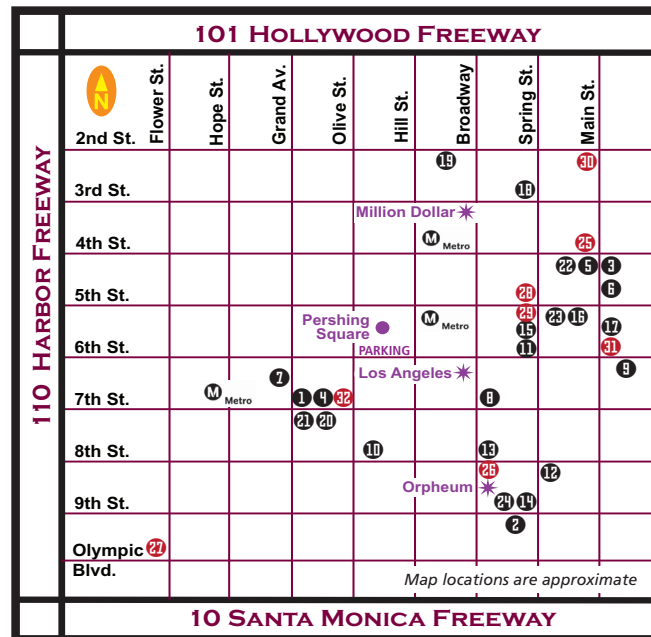 101 HOLLYWOOD FREEWAY
110 HARBOR FREEWAY
N
Flower St.
Hope St.
Grand Av.
Olive St.
Hill St.
Broadway
Spring St.
Main St.
2nd St.
19
30
3rd St.
18
Million Dollar
4th St.
M Metro
25
22 5 3
5th St.
28
6
29
23 16
Pershing
Square
M Metro
15
17
6th St.
PARKING
11
31
Los Angeles
9
7
7th St.
M Metro
1 4 32
8
21 20
8th St.
10
13
26
12
Orpheum
9th St.
24 14
2
Olympic
Blvd.
27
Map locations are approximate
10 SANTA MONICA FREEWAY